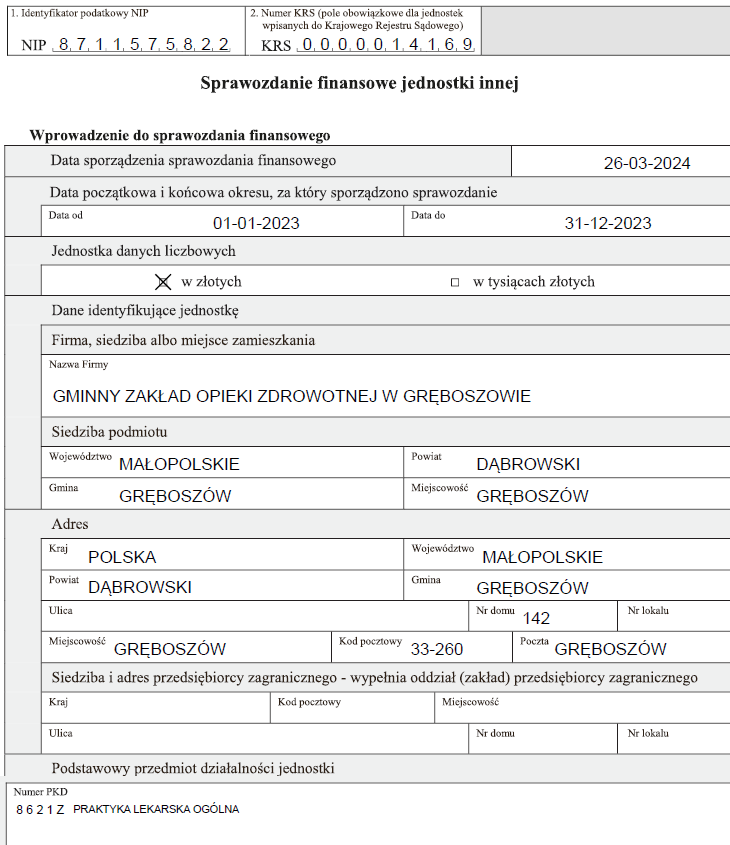 1. Identyfikator podatkowy NIP
NIP 8 7 1 1 5 7 5 8 2 2
2. Numer KRS (pole obowiązkowe dla jednostek
wpisanych do Krajowego Rejestru Sądowego)
KRS 0 0 0 0 0 1 4 1 6 9
Sprawozdanie finansowe jednostki innej
Wprowadzenie do sprawozdania finansowego
Data sporządzenia sprawozdania finansowego 26-03-2024
Data początkowa i końcowa okresu, za który sporządzono sprawozdanie
Data od 01-01-2023 Data do 31-12-2023
Jednostka danych liczbowych
w złotych w tysiącach złotych
Dane identyfikujące jednostkę
Firma, siedziba albo miejsce zamieszkania
Nazwa Firmy
GMINNY ZAKŁAD OPIEKI ZDROWOTNEJ W GRĘBOSZOWIE
Siedziba podmiotu
Województwo MAŁOPOLSKIE Powiat DĄBROWSKI
Gmina GRĘBOSZÓW Miejscowość GRĘBOSZÓW
Adres
Kraj POLSKA Województwo MAŁOPOLSKIE
Powiat DĄBROWSKI Gmina GRĘBOSZÓW
Ulica Nr domu 142 Nr lokalu
Miejscowość GRĘBOSZÓW Kod pocztowy 33-260 Poczta GRĘBOSZÓW
Siedziba i adres przedsiębiorcy zagranicznego - wypełnia oddział (zakład) przedsiębiorcy zagranicznego
Kraj Kod pocztowy Miejscowość
Ulica Nr domu Nr lokalu
Podstawowy przedmiot działalności jednostki
Numer PKD
8 6 2 1 Z PRAKTYKA LEKARSKA OGÓLNA